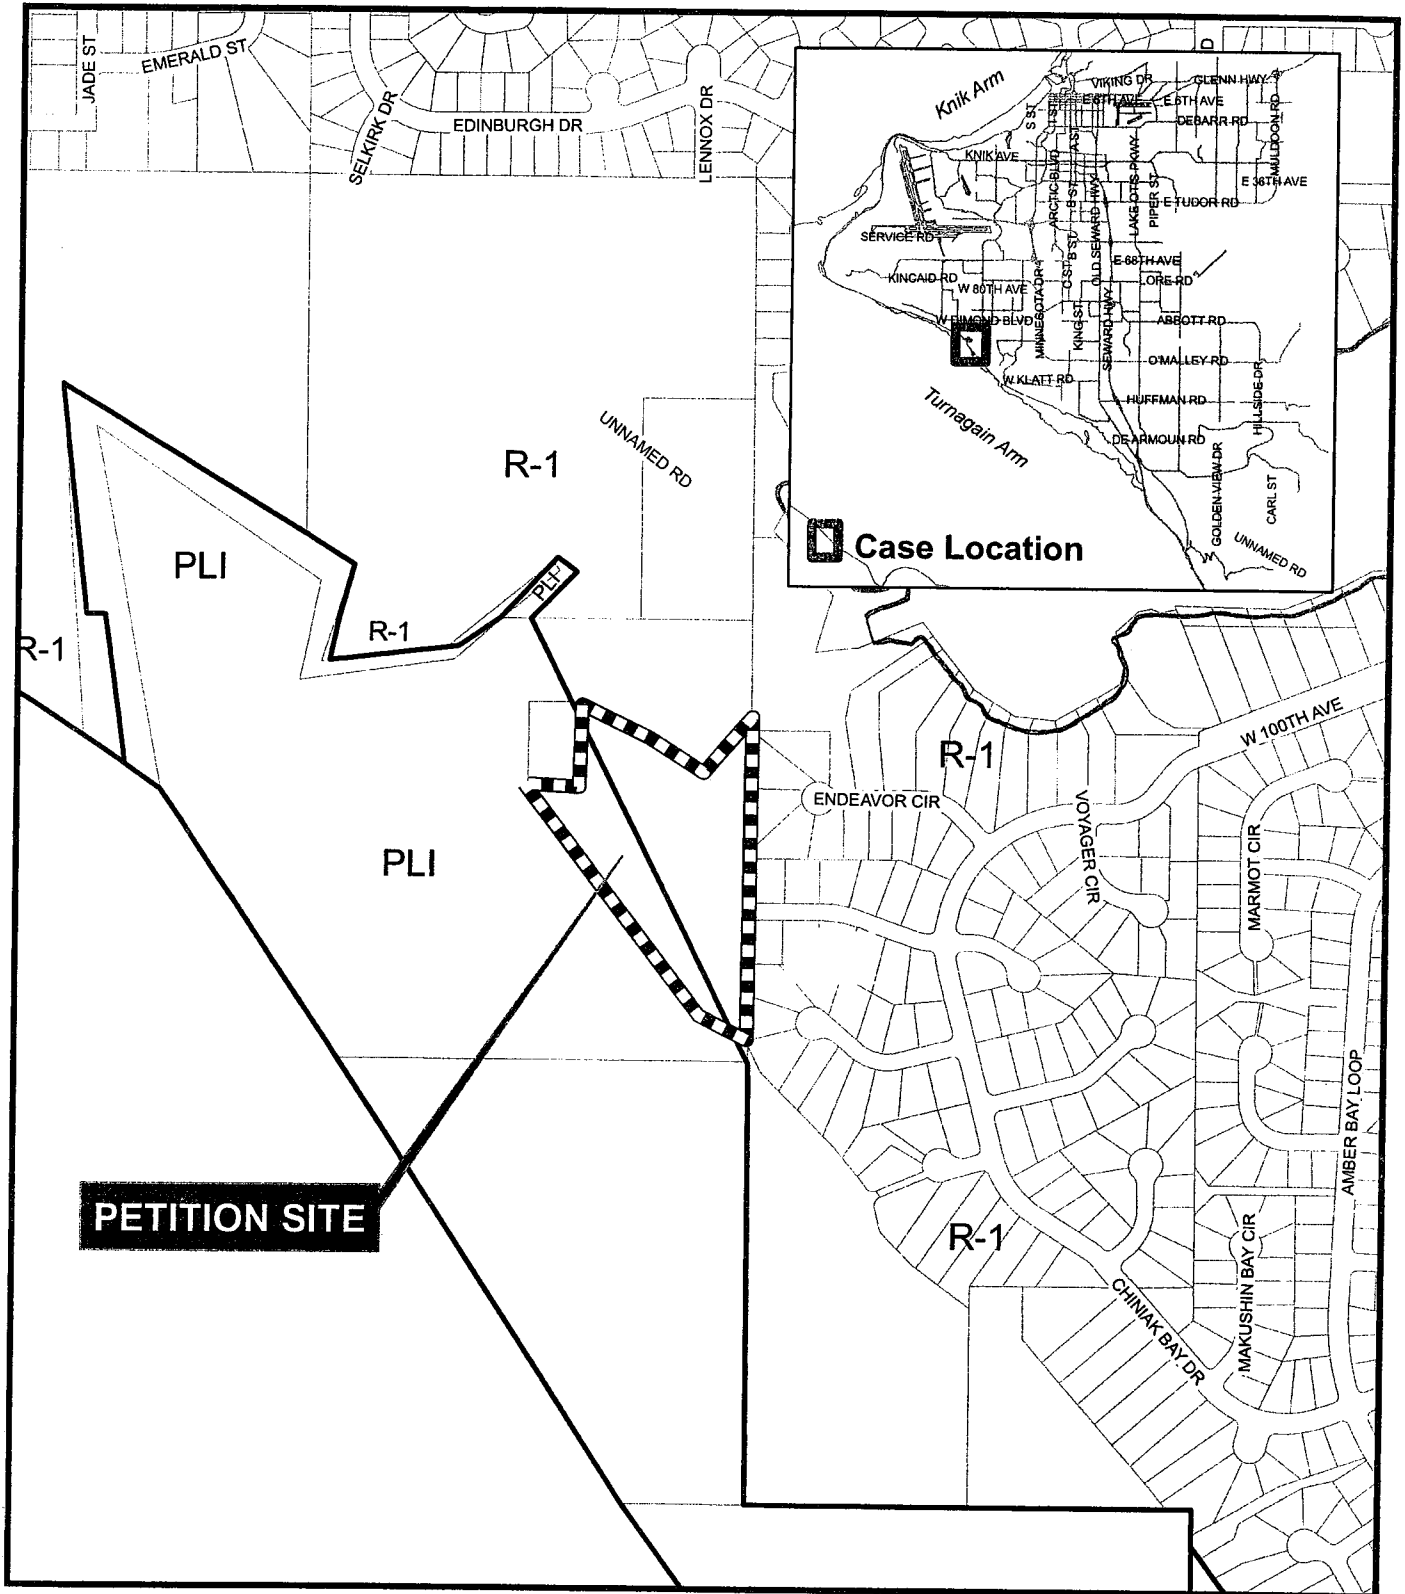 JADE ST
EMERALD ST
SELKIRK DR
EDINBURGH DR
LENNOX DR
D
Knik Arm
VIKING DR
GLENN HWY
E 6TH AVE
E 6TH AVE
DEBARR RD
MULDOON RD
S ST
I ST
A ST
KNIK AVE
ARCTIC BLVD
B ST
OLD SEWARD HWY
LAKE OTIS PKWY
PIPER ST
E 36TH AVE
E TUDOR RD
SERVICE RD
E 68TH AVE
KINCAID RD
W 80TH AVE
MINNESOTA DR
C ST
B ST
LORE RD
W DIMOND BLVD
KING ST
SEWARD HWY
ABBOTT RD
O'MALLEY RD
W KLATT RD
HUFFMAN RD
HILLSIDE DR
Turnagain Arm
DE ARMOUN RD
GOLDEN VIEW DR
CARL ST
UNNAMED RD
Case Location
UNNAMED RD
R-1
PLI
PLI
R-1
R-1
R-1
W 100TH AVE
ENDEAVOR CIR
VOYAGER CIR
MARMOT CIR
PLI
AMBER BAY LOOP
PETITION SITE
R-1
MAKUSHIN BAY CIR
CHINIAK BAY DR